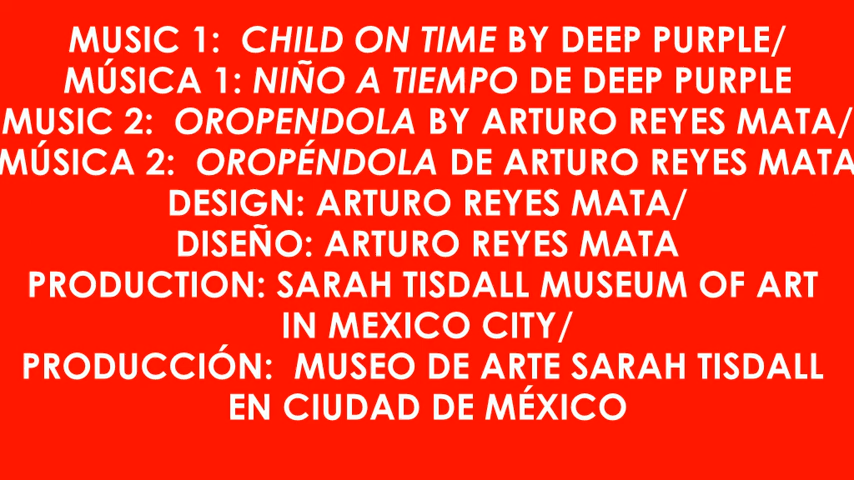 MUSIC 1: CHILD ON TIME BY DEEP PURPLE/
MÚSICA 1: NIÑO A TIEMPO DE DEEP PURPLE
MUSIC 2: OROPENDOLA BY ARTURO REYES MATA/
MÚSICA 2: OROPÉNDOLA DE ARTURO REYES MATA
DESIGN: ARTURO REYES MATA/
DISEÑO: ARTURO REYES MATA
PRODUCTION: SARAH TISDALL MUSEUM OF ART
IN MEXICO CITY/
PRODUCCIÓN: MUSEO DE ARTE SARAH TISDALL
EN CIUDAD DE MÉXICO